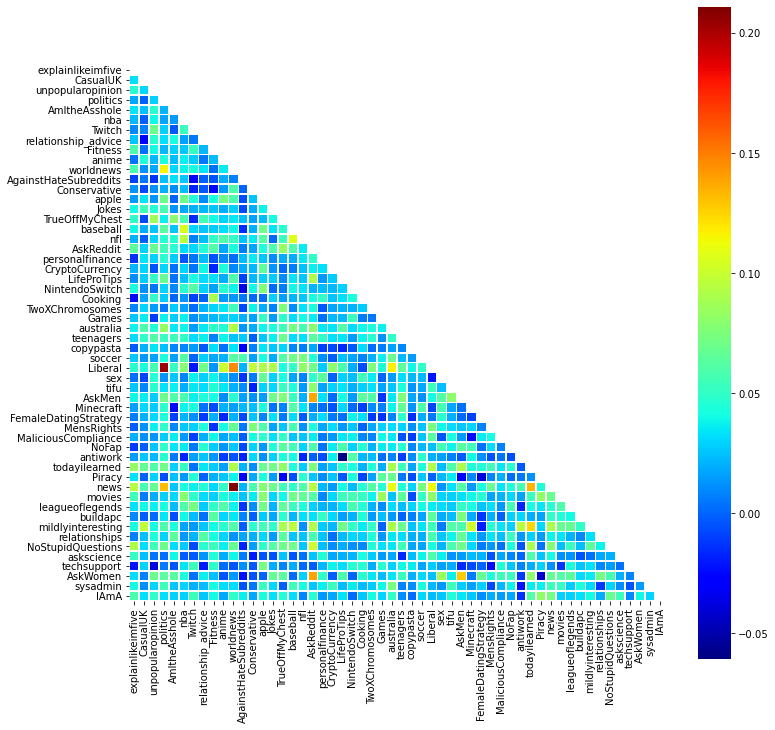 explainlikeimfive
CasualUK
unpopularopinion
politics
AmItheAsshole
nba
Twitch
relationship_advice
Fitness
anime
worldnews
AgainstHateSubreddits
Conservative
apple
Jokes
TrueOffMyChest
baseball
nfl
AskReddit
personalfinance
CryptoCurrency
LifeProTips
NintendoSwitch
Cooking
TwoXChromosomes
Games
australia
teenagers
copypasta
soccer
Liberal
sex
tifu
AskMen
Minecraft
FemaleDatingStrategy
MensRights
MaliciousCompliance
NoFap
antiwork
todayilearned
Piracy
news
movies
leagueoflegends
buildapc
mildlyinteresting
relationships
NoStupidQuestions
askscience
techsupport
AskWomen
sysadmin
IAmA
explainlikeimfive
CasualUK
unpopularopinion
politics
AmItheAsshole
nba
Twitch
relationship_advice
Fitness
anime
worldnews
AgainstHateSubreddits
Conservative
apple
Jokes
TrueOffMyChest
baseball
nfl
AskReddit
personalfinance
CryptoCurrency
LifeProTips
NintendoSwitch
Cooking
TwoXChromosomes
Games
australia
teenagers
copypasta
soccer
Liberal
sex
tifu
AskMen
Minecraft
FemaleDatingStrategy
MensRights
MaliciousCompliance
NoFap
antiwork
todayilearned
Piracy
news
movies
leagueoflegends
buildapc
mildlyinteresting
relationships
NoStupidQuestions
askscience
techsupport
AskWomen
sysadmin
IAmA
0.20
0.15
0.10
0.05
0.00
−0.05